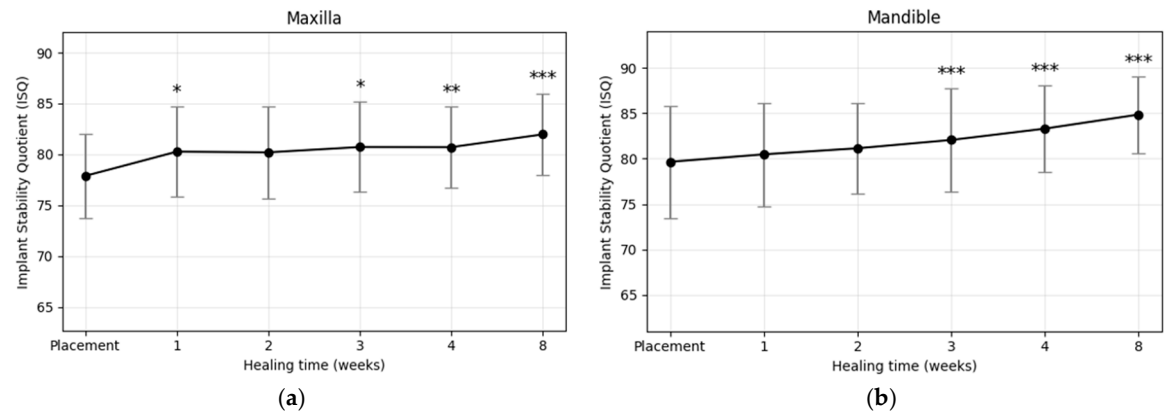 Maxilla
Implant Stability Quotient (ISQ)
90
85
80
75
70
65
* * ** ***
Placement 1 2 3 4 8
Healing time (weeks)
(a)
Mandible
Implant Stability Quotient (ISQ)
90
85
80
75
70
65
*** *** ***
Placement 1 2 3 4 8
Healing time (weeks)
(b)